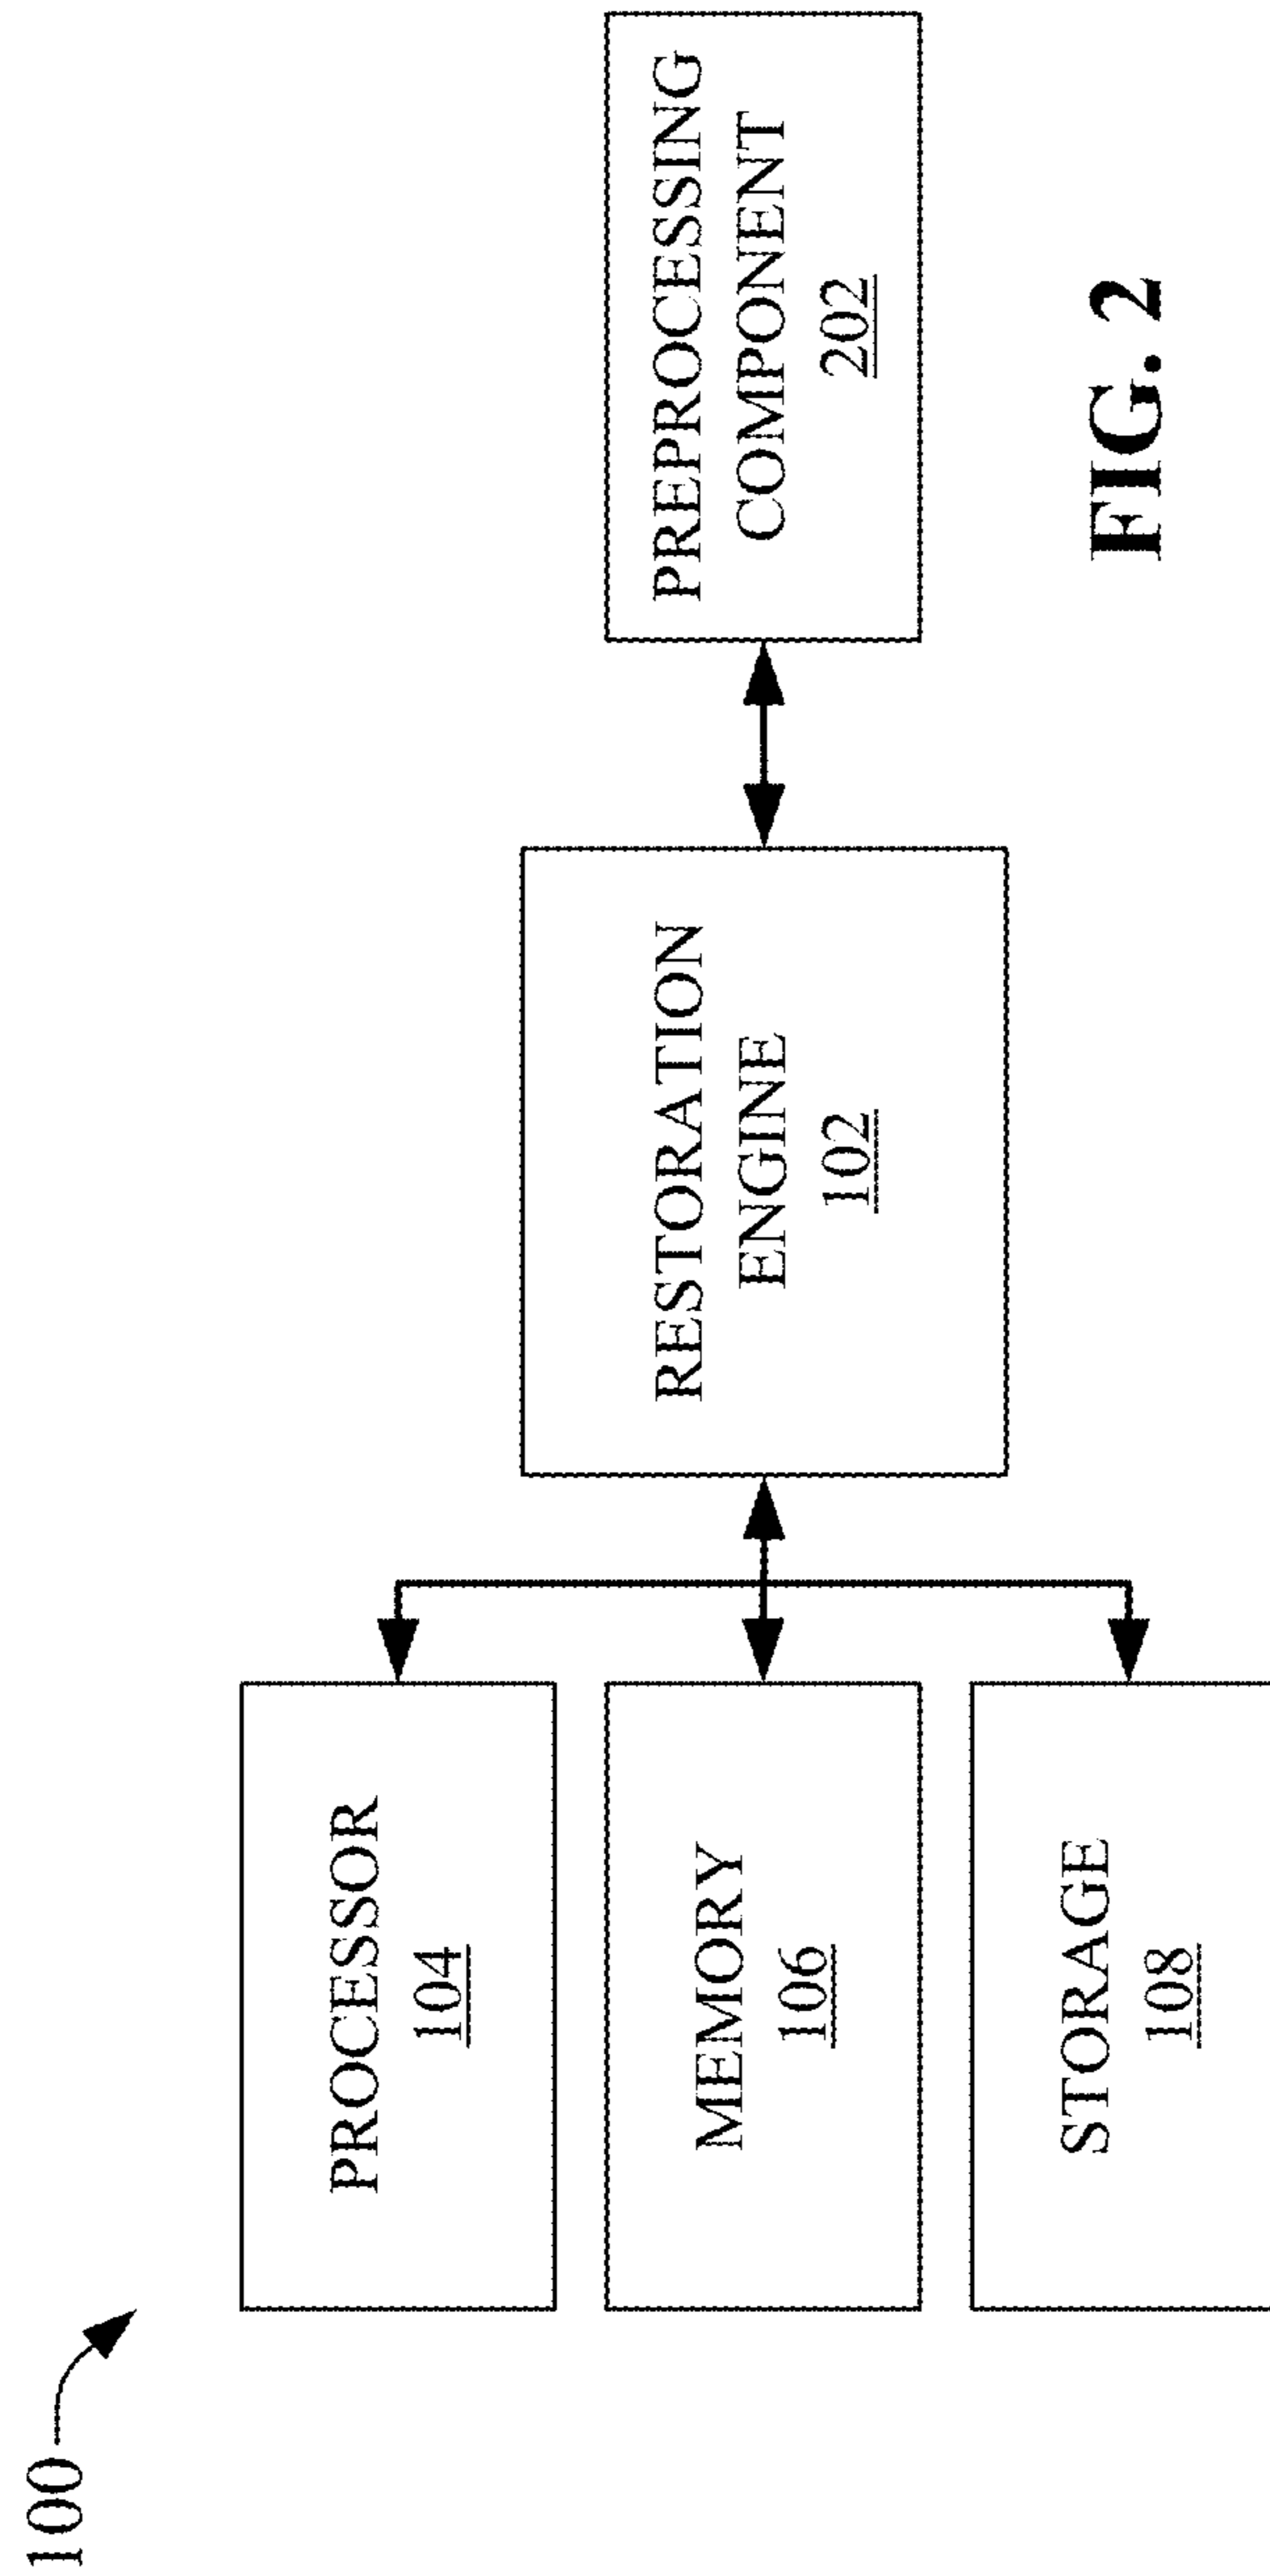 100
PROCESSOR
104
MEMORY
106
STORAGE
108
RESTORATION
ENGINE
102
PREPROCESSING
COMPONENT
202
FIG. 2